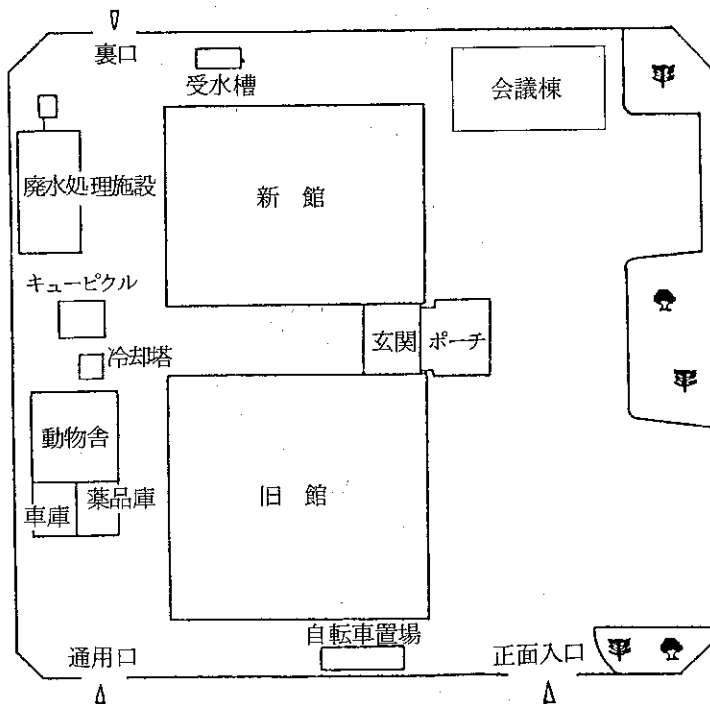 裏口
受水槽
会議棟
廃水処理施設
新館
キュービクル
冷却塔
玄関
ポーチ
動物舎
車庫
薬品庫
旧館
自転車置場
通用口
正面入口